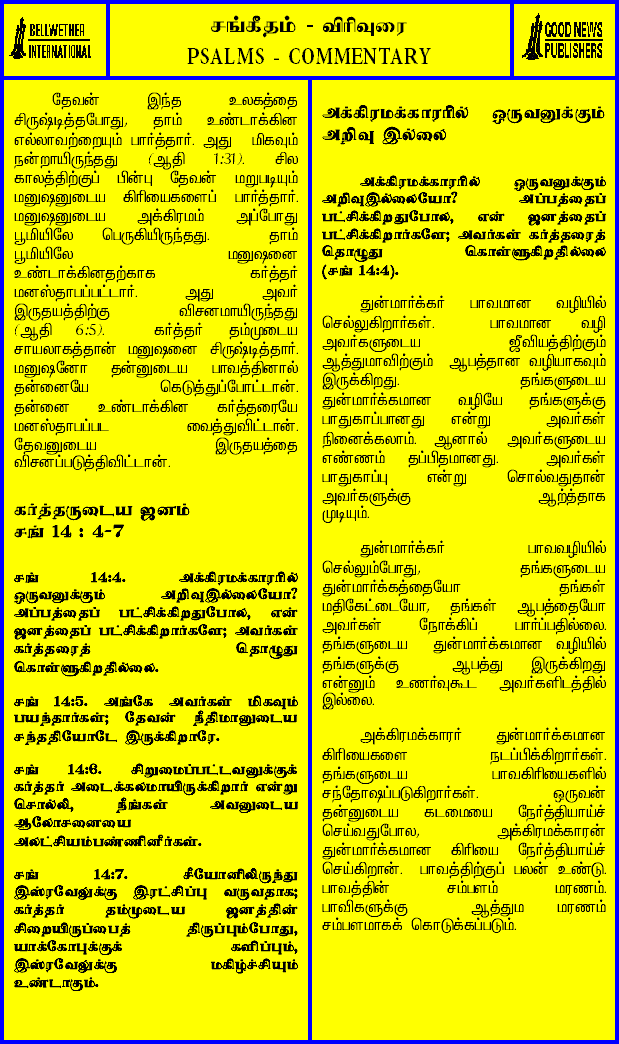 BELLWETHER
INTERNATIONAL
சங்கீதம் - விரிவுரை
PSALMS - COMMENTARY
GOOD NEWS
PUBLISHERS
தேவன் இந்த உலகத்தை
சிருஷ்டித்தபோது, தாம் உண்டாக்கின
எல்லாவற்றையும் பார்த்தார். அது மிகவும்
நன்றாயிருந்தது (ஆதி 1:31). சில
காலத்திற்குப் பின்பு தேவன் மறுபடியும்
மனுஷனுடைய கிரியைகளைப் பார்த்தார்.
மனுஷனுடைய அக்கிரமம் அப்போது
பூமியிலே பெருகியிருந்தது. தாம்
பூமியிலே மனுஷனை
உண்டாக்கினதற்காக கர்த்தர்
மனஸ்தாபப்பட்டார். அது அவர்
இருதயத்திற்கு விசனமாயிருந்தது
(ஆதி 6:5). கர்த்தர் தம்முடைய
சாயலாகத்தான் மனுஷனை சிருஷ்டித்தார்.
மனுஷனோ தன்னுடைய பாவத்தினால்
தன்னையே கெடுத்துப்போட்டான்.
தன்னை உண்டாக்கின கர்த்தரையே
மனஸ்தாபப்பட வைத்துவிட்டான்.
தேவனுடைய இருதயத்தை
விசனப்படுத்திவிட்டான்.
கர்த்தருடைய ஜனம்
சங் 14 : 4-7
சங் 14:4. அக்கிரமக்காரரில்
ஒருவனுக்கும் அறிவுஇல்லையோ?
அப்பத்தைப் பட்சிக்கிறதுபோல, என்
ஜனத்தைப் பட்சிக்கிறார்களே; அவர்கள்
கர்த்தரைத் தொழுது
கொள்ளுகிறதில்லை.
சங் 14:5. அங்கே அவர்கள் மிகவும்
பயந்தார்கள்; தேவன் நீதிமானுடைய
சந்ததியோடே இருக்கிறாரே.
சங் 14:6. சிறுமைப்பட்டவனுக்குக்
கர்த்தர் அடைக்கலமாயிருக்கிறார் என்று
சொல்லி, நீங்கள் அவனுடைய
ஆலோசனையை
அலட்சியம்பண்ணினீர்கள்.
சங் 14:7. சீயோனிலிருந்து
இஸ்ரவேலுக்கு இரட்சிப்பு வருவதாக;
கர்த்தர் தம்முடைய ஜனத்தின்
சிறையிருப்பைத் திருப்பும்போது,
யாக்கோபுக்குக் களிப்பும்,
இஸ்ரவேலுக்கு மகிழ்ச்சியும்
உண்டாகும்.
அக்கிரமக்காரரில் ஒருவனுக்கும்
அறிவு இல்லை
அக்கிரமக்காரரில் ஒருவனுக்கும்
அறிவுஇல்லையோ? அப்பத்தைப்
பட்சிக்கிறதுபோல, என் ஜனத்தைப்
பட்சிக்கிறார்களே; அவர்கள் கர்த்தரைத்
தொழுது கொள்ளுகிறதில்லை
(சங் 14:4).
துன்மார்க்கர் பாவமான வழியில்
செல்லுகிறார்கள். பாவமான வழி
அவர்களுடைய ஜீவியத்திற்கும்
ஆத்துமாவிற்கும் ஆபத்தான வழியாகவும்
இருக்கிறது. தங்களுடைய
துன்மார்க்கமான வழியே தங்களுக்கு
பாதுகாப்பானது என்று அவர்கள்
நினைக்கலாம். ஆனால் அவர்களுடைய
எண்ணம் தப்பிதமானது. அவர்கள்
பாதுகாப்பு என்று சொல்வதுதான்
அவர்களுக்கு ஆற்த்தாக
முடியும்.
துன்மார்க்கர் பாவவழியில்
செல்லும்போது, தங்களுடைய
துன்மார்க்கத்தையோ தங்கள்
மதிகேட்டையோ, தங்கள் ஆபத்தையோ
அவர்கள் நோக்கிப் பார்ப்பதில்லை.
தங்களுடைய துன்மார்க்கமான வழியில்
தங்களுக்கு ஆபத்து இருக்கிறது
என்னும் உணர்வுகூட அவர்களிடத்தில்
இல்லை.
அக்கிரமக்காரர் துன்மார்க்கமான
கிரியைகளை நடப்பிக்கிறார்கள்.
தங்களுடைய பாவகிரியைகளில்
சந்தோஷப்படுகிறார்கள். ஒருவன்
தன்னுடைய கடமையை நேர்த்தியாய்ச்
செய்வதுபோல, அக்கிரமக்காரன்
துன்மார்க்கமான கிரியை நேர்த்தியாய்ச்
செய்கிறான். பாவத்திற்குப் பலன் உண்டு.
பாவத்தின் சம்பளம் மரணம்.
பாவிகளுக்கு ஆத்தும மரணம்
சம்பளமாகக் கொடுக்கப்படும்.